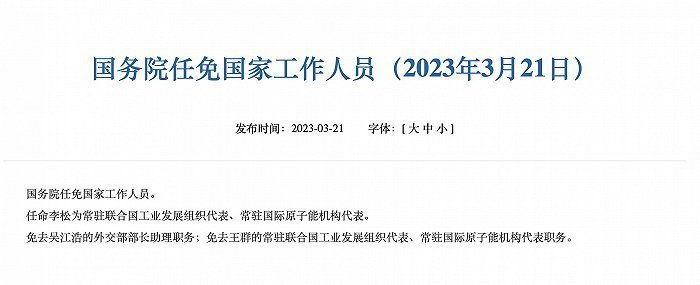 国务院任免国家工作人员（2023年3月21日）
发布时间：2023-03-21 字体：[ 大 中 小 ]
国务院任免国家工作人员。
任命李松为常驻联合国工业发展组织代表、常驻国际原子能机构代表。
免去吴江浩的外交部部长助理职务；免去王群的常驻联合国工业发展组织代表、常驻国际原子能机构代表职务。